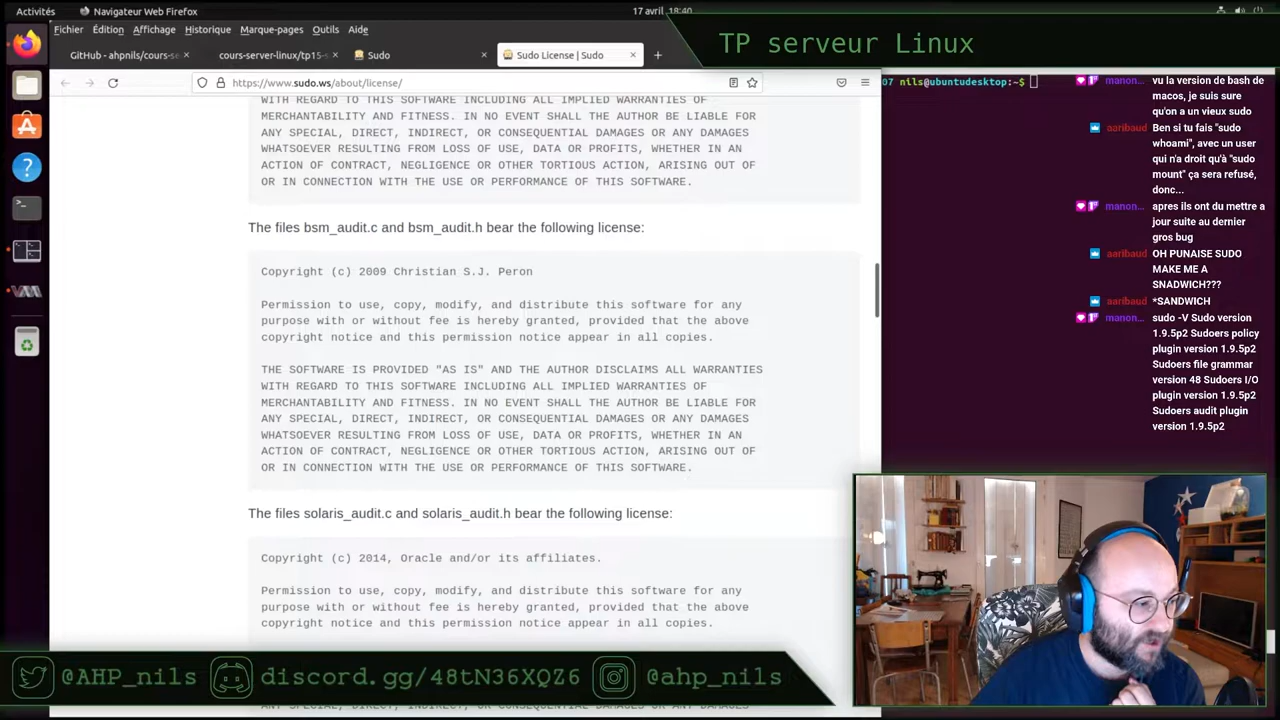 Activités
Navigateur Web Firefox
17 avril 18:40
TP serveur Linux
Fichier Édition Affichage Historique Marque-pages Outils Aide
GitHub - ahpnils/cours-se
cours-server-linux/tp15-s
Sudo
Sudo License | Sudo
https://www.sudo.ws/about/license/
WITH REGARD TO THIS SOFTWARE INCLUDING ALL IMPLIED WARRANTIES OF
MERCHANTABILITY AND FITNESS. IN NO EVENT SHALL THE AUTHOR BE LIABLE FOR
ANY SPECIAL, DIRECT, INDIRECT, OR CONSEQUENTIAL DAMAGES OR ANY DAMAGES
WHATSOEVER RESULTING FROM LOSS OF USE, DATA OR PROFITS, WHETHER IN AN
ACTION OF CONTRACT, NEGLIGENCE OR OTHER TORTIOUS ACTION, ARISING OUT OF
OR IN CONNECTION WITH THE USE OR PERFORMANCE OF THIS SOFTWARE.
The files bsm_audit.c and bsm_audit.h bear the following license:
Copyright (c) 2009 Christian S.J. Peron
Permission to use, copy, modify, and distribute this software for any
purpose with or without fee is hereby granted, provided that the above
copyright notice and this permission notice appear in all copies.
THE SOFTWARE IS PROVIDED "AS IS" AND THE AUTHOR DISCLAIMS ALL WARRANTIES
WITH REGARD TO THIS SOFTWARE INCLUDING ALL IMPLIED WARRANTIES OF
MERCHANTABILITY AND FITNESS. IN NO EVENT SHALL THE AUTHOR BE LIABLE FOR
ANY SPECIAL, DIRECT, INDIRECT, OR CONSEQUENTIAL DAMAGES OR ANY DAMAGES
WHATSOEVER RESULTING FROM LOSS OF USE, DATA OR PROFITS, WHETHER IN AN
ACTION OF CONTRACT, NEGLIGENCE OR OTHER TORTIOUS ACTION, ARISING OUT OF
OR IN CONNECTION WITH THE USE OR PERFORMANCE OF THIS SOFTWARE.
The files solaris_audit.c and solaris_audit.h bear the following license:
Copyright (c) 2014, Oracle and/or its affiliates.
Permission to use, copy, modify, and distribute this software for any
purpose with or without fee is hereby granted, provided that the above
copyright notice and this permission notice appear in all copies.
07 nils@ubuntudesktop:~$
vu la version de bash de
macos, je suis sure
qu'on a un vieux sudo
aaribaud Ben si tu fais "sudo
whoami", avec un user
qui n'a droit qu'à "sudo
mount" ça sera refusé,
donc...
manon... apres ils ont du mettre a
jour suite au dernier
gros bug
aaribaud OH PUNAISE SUDO
MAKE ME A
SNADWICH???
aaribaud *SANDWICH
manon... sudo -V Sudo version
1.9.5p2 Sudoers policy
plugin version 1.9.5p2
Sudoers file grammar
version 48 Sudoers I/O
plugin version 1.9.5p2
Sudoers audit plugin
version 1.9.5p2
@AHP_nils
discord.gg/48tN36XQZ6
@ahp_nils